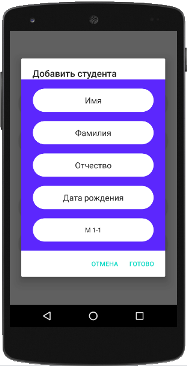 Добавить студента
Имя
Фамилия
Отчество
Дата рождения
М 1-1
ОТМЕНА ГОТОВО